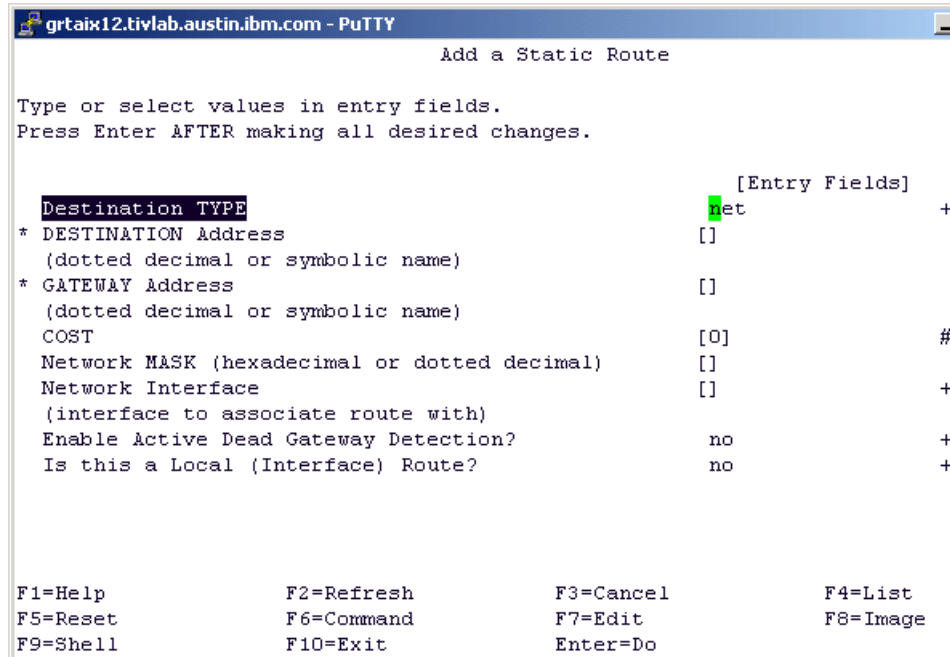 grtaix12.tivlab.austin.ibm.com - PuTTY
Add a Static Route
Type or select values in entry fields.
Press Enter AFTER making all desired changes.
[Entry Fields]
Destination TYPE net +
* DESTINATION Address []
(dotted decimal or symbolic name)
* GATEWAY Address []
(dotted decimal or symbolic name)
COST [0] #
Network MASK (hexadecimal or dotted decimal) []
Network Interface [] +
(interface to associate route with)
Enable Active Dead Gateway Detection? no +
Is this a Local (Interface) Route? no +
F1=Help F2=Refresh F3=Cancel F4=List
F5=Reset F6=Command F7=Edit F8=Image
F9=Shell F10=Exit Enter=Do